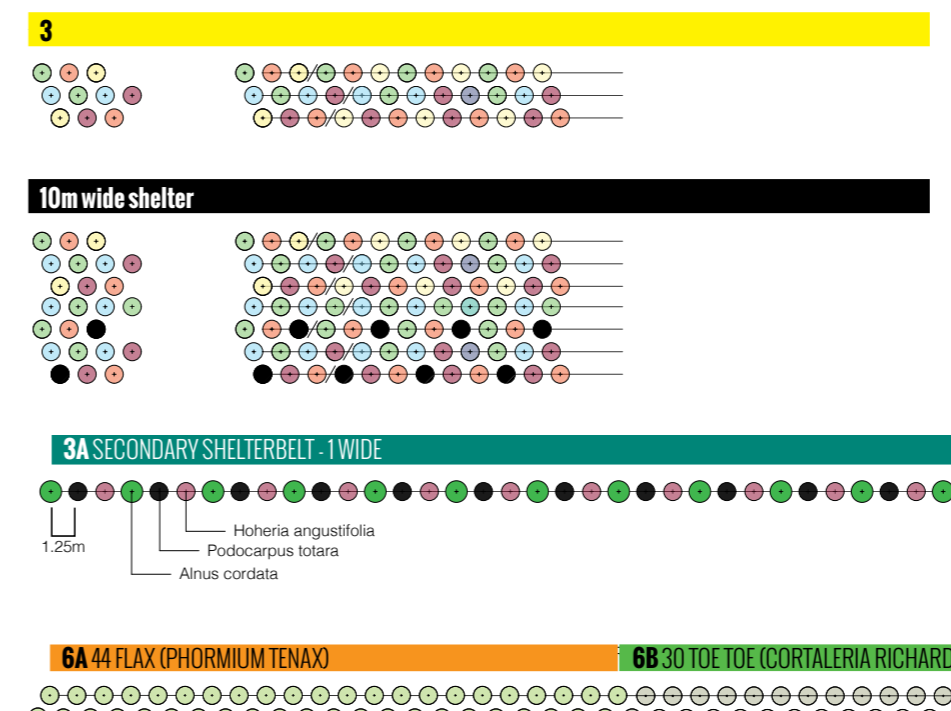 3
10m wide shelter
3A SECONDARY SHELTERBELT - 1 WIDE
1.25m
Hoheria angustifolia
Podocarpus totara
Alnus cordata
6A 44 FLAX (PHORMIUM TENAX)
6B 30 TOE TOE (CORTALERIA RICHARD